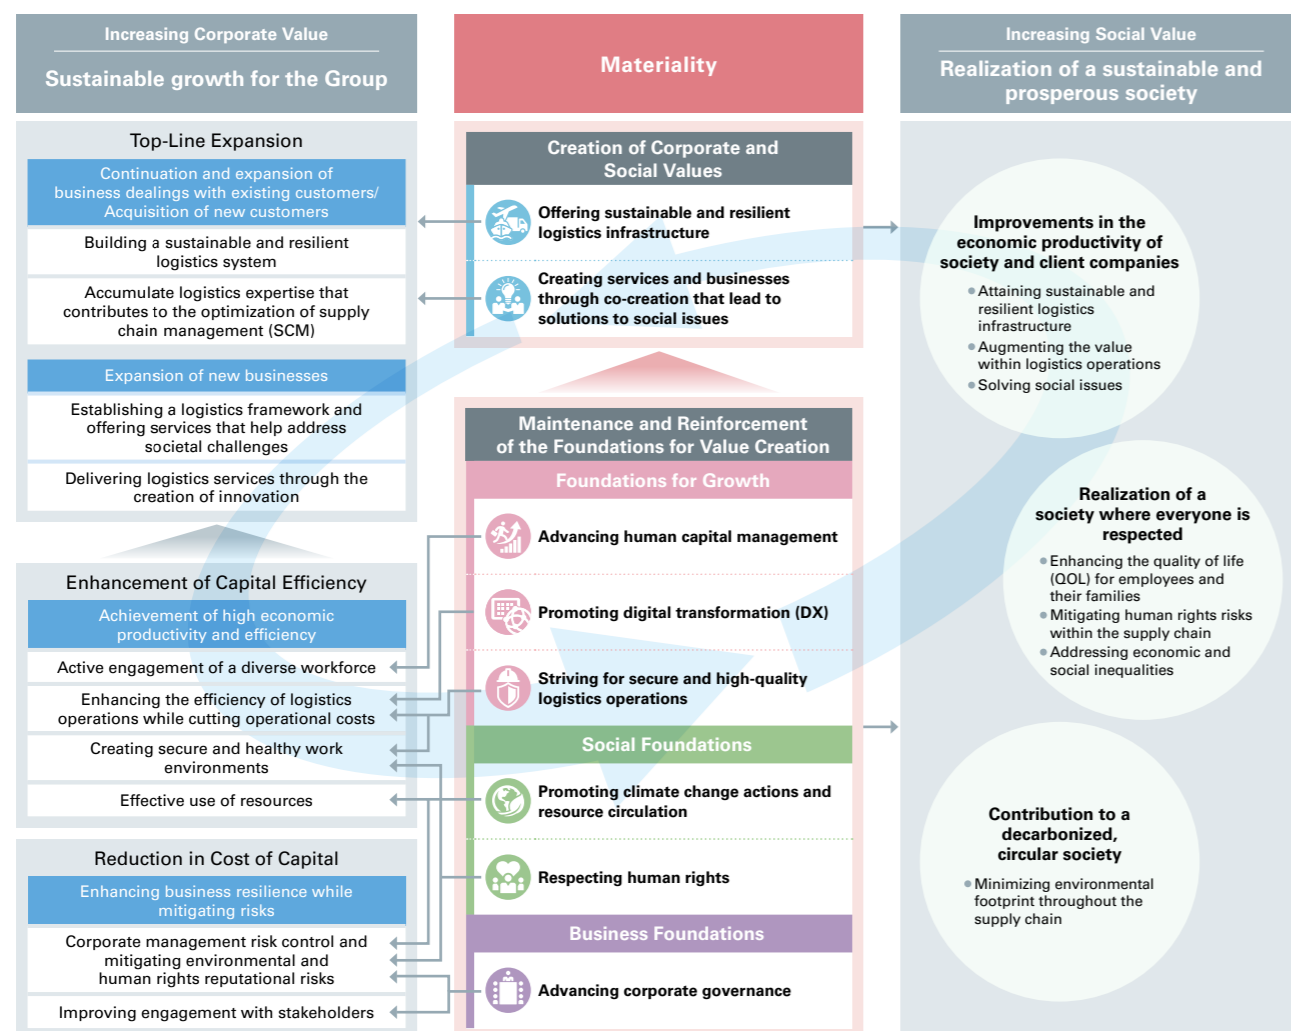 Increasing Corporate Value
Sustainable growth for the Group
Top-Line Expansion
Continuation and expansion of
business dealings with existing customers/
Acquisition of new customers
Building a sustainable and resilient
logistics system
Accumulate logistics expertise that
contributes to the optimization of supply
chain management (SCM)
Expansion of new businesses
Establishing a logistics framework and
offering services that help address
societal challenges
Delivering logistics services through the
creation of innovation
Enhancement of Capital Efficiency
Achievement of high economic
productivity and efficiency
Active engagement of a diverse workforce
Enhancing the efficiency of logistics
operations while cutting operational costs
Creating secure and healthy work
environments
Effective use of resources
Reduction in Cost of Capital
Enhancing business resilience while
mitigating risks
Corporate management risk control and
mitigating environmental and
human rights reputational risks
Improving engagement with stakeholders
Materiality
Creation of Corporate and
Social Values
Offering sustainable and resilient
logistics infrastructure
Creating services and businesses
through co-creation that lead to
solutions to social issues
Maintenance and Reinforcement
of the Foundations for Value Creation
Foundations for Growth
Advancing human capital management
Promoting digital transformation (DX)
Striving for secure and high-quality
logistics operations
Social Foundations
Promoting climate change actions and
resource circulation
Respecting human rights
Business Foundations
Advancing corporate governance
Increasing Social Value
Realization of a sustainable and
prosperous society
Improvements in the
economic productivity of
society and client companies
• Attaining sustainable and
resilient logistics
infrastructure
• Augmenting the value
within logistics operations
• Solving social issues
Realization of a
society where everyone is
respected
• Enhancing the quality of life
(QOL) for employees and
their families
• Mitigating human rights risks
within the supply chain
• Addressing economic and
social inequalities
Contribution to a
decarbonized,
circular society
• Minimizing environmental
footprint throughout the
supply chain